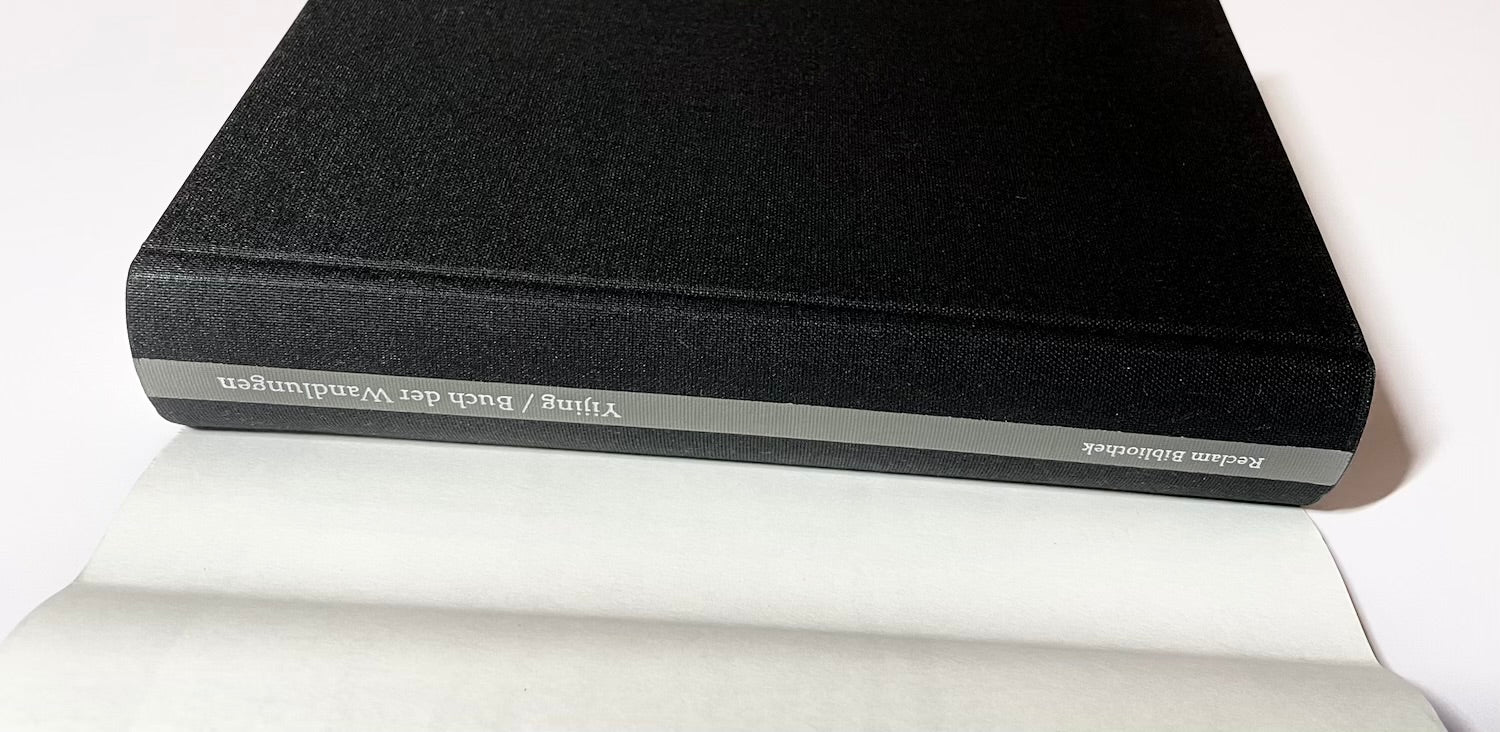 Reclam Bibliothek
Yijing / Buch der Wandlungen